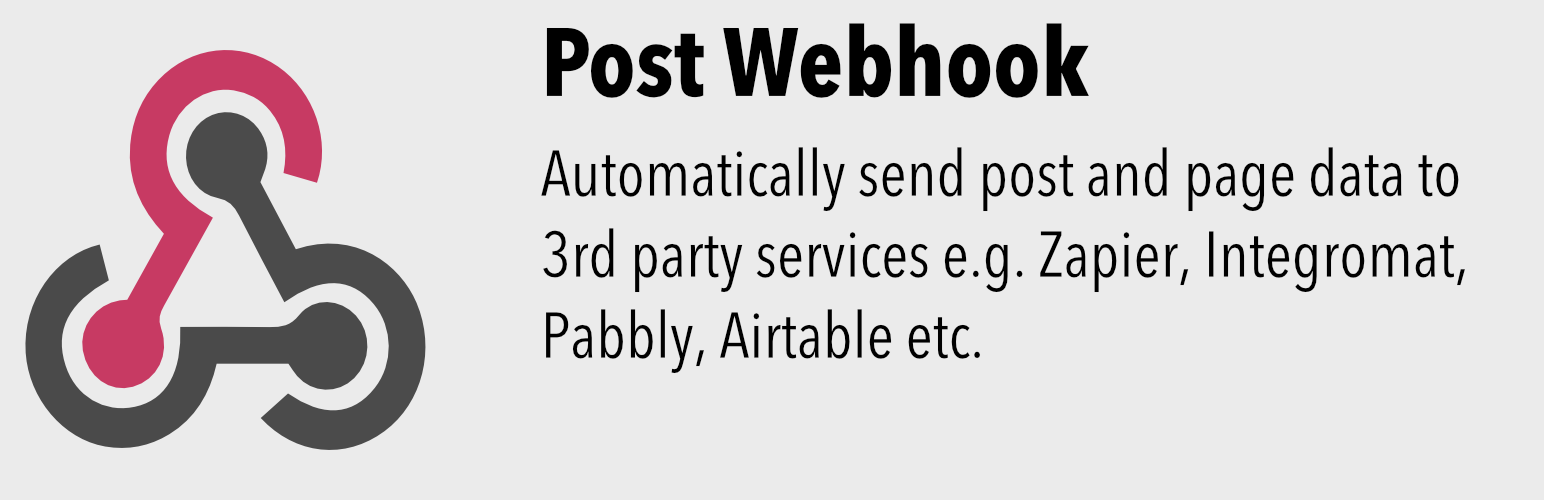 Post Webhook
Automatically send post and page data to
3rd party services e.g. Zapier, Integromat,
Pabbly, Airtable etc.